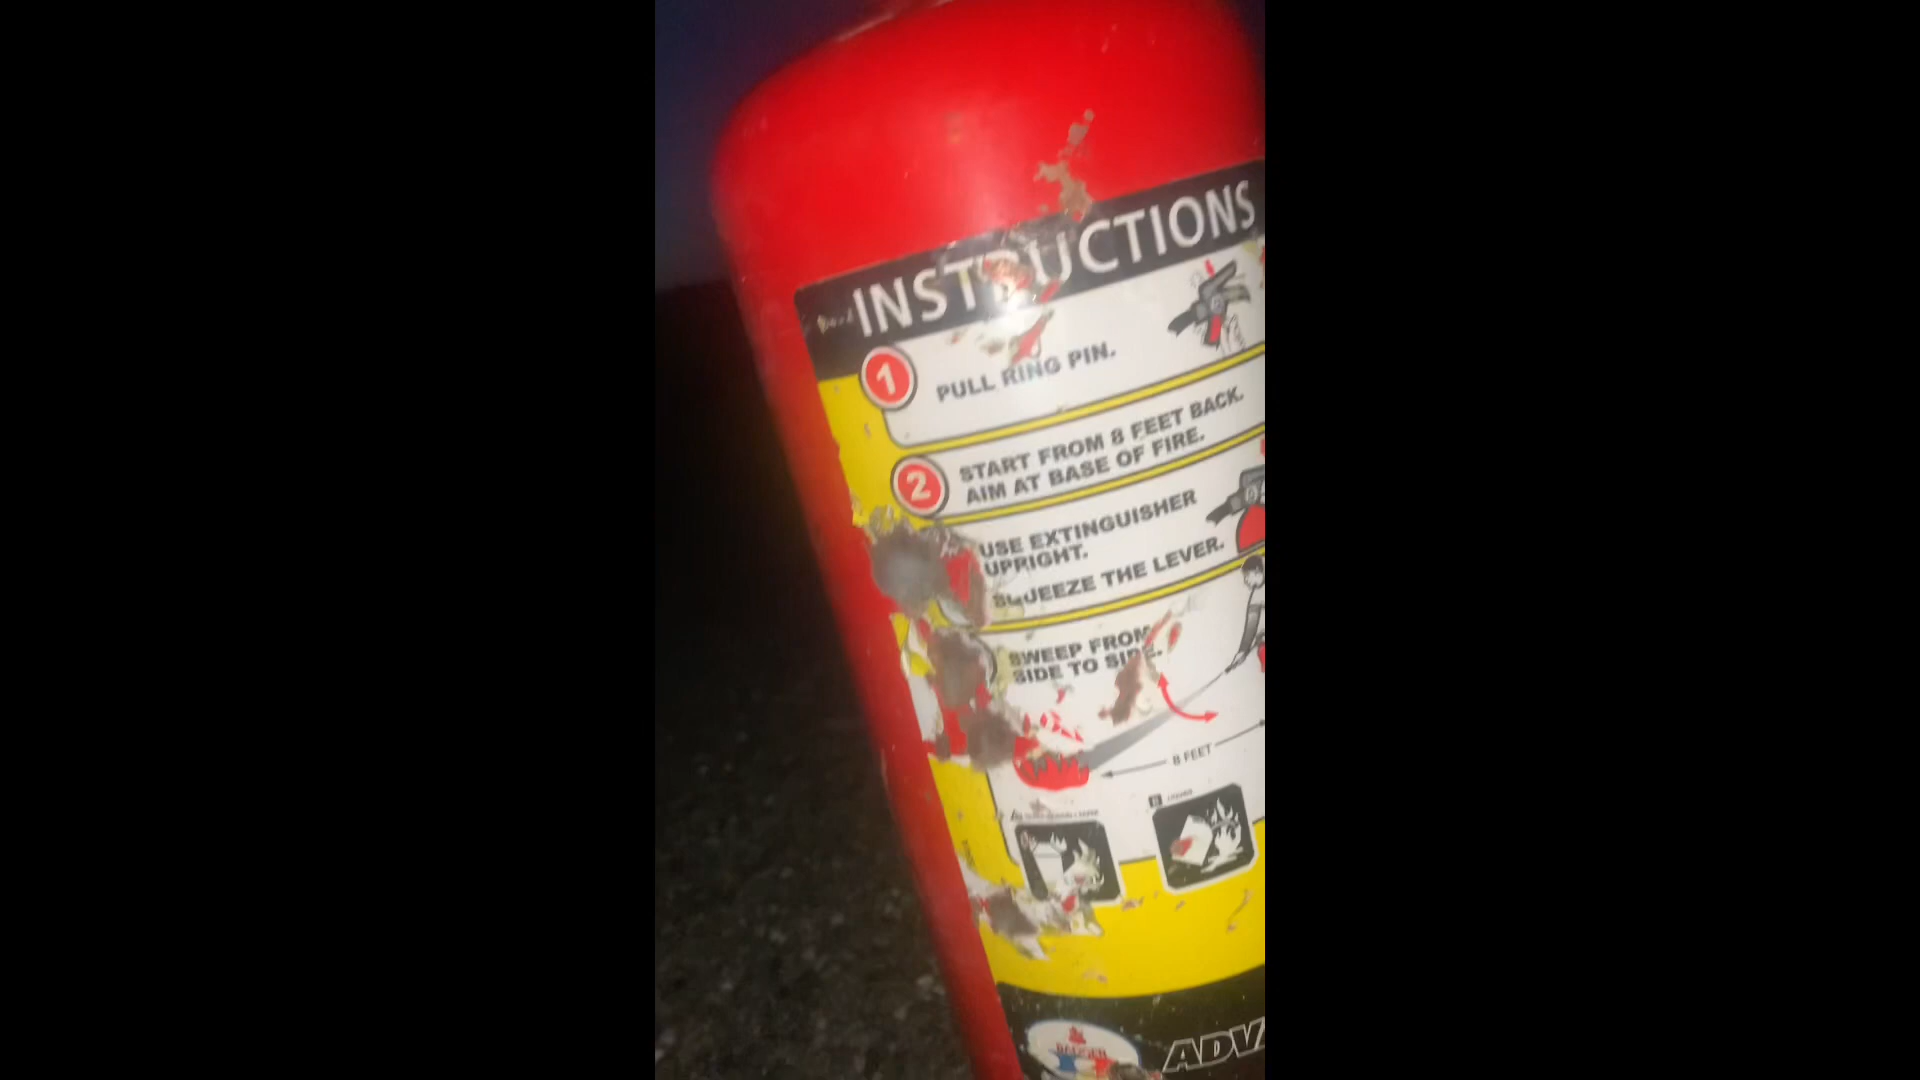 INSTRUCTIONS
1
PULL RING PIN.
2
START FROM 8 FEET BACK.
AIM AT BASE OF FIRE.
USE EXTINGUISHER
UPRIGHT.
SQUEEZE THE LEVER.
SWEEP FROM
SIDE TO SIDE.
8 FEET
A
B
BADGER
ADV